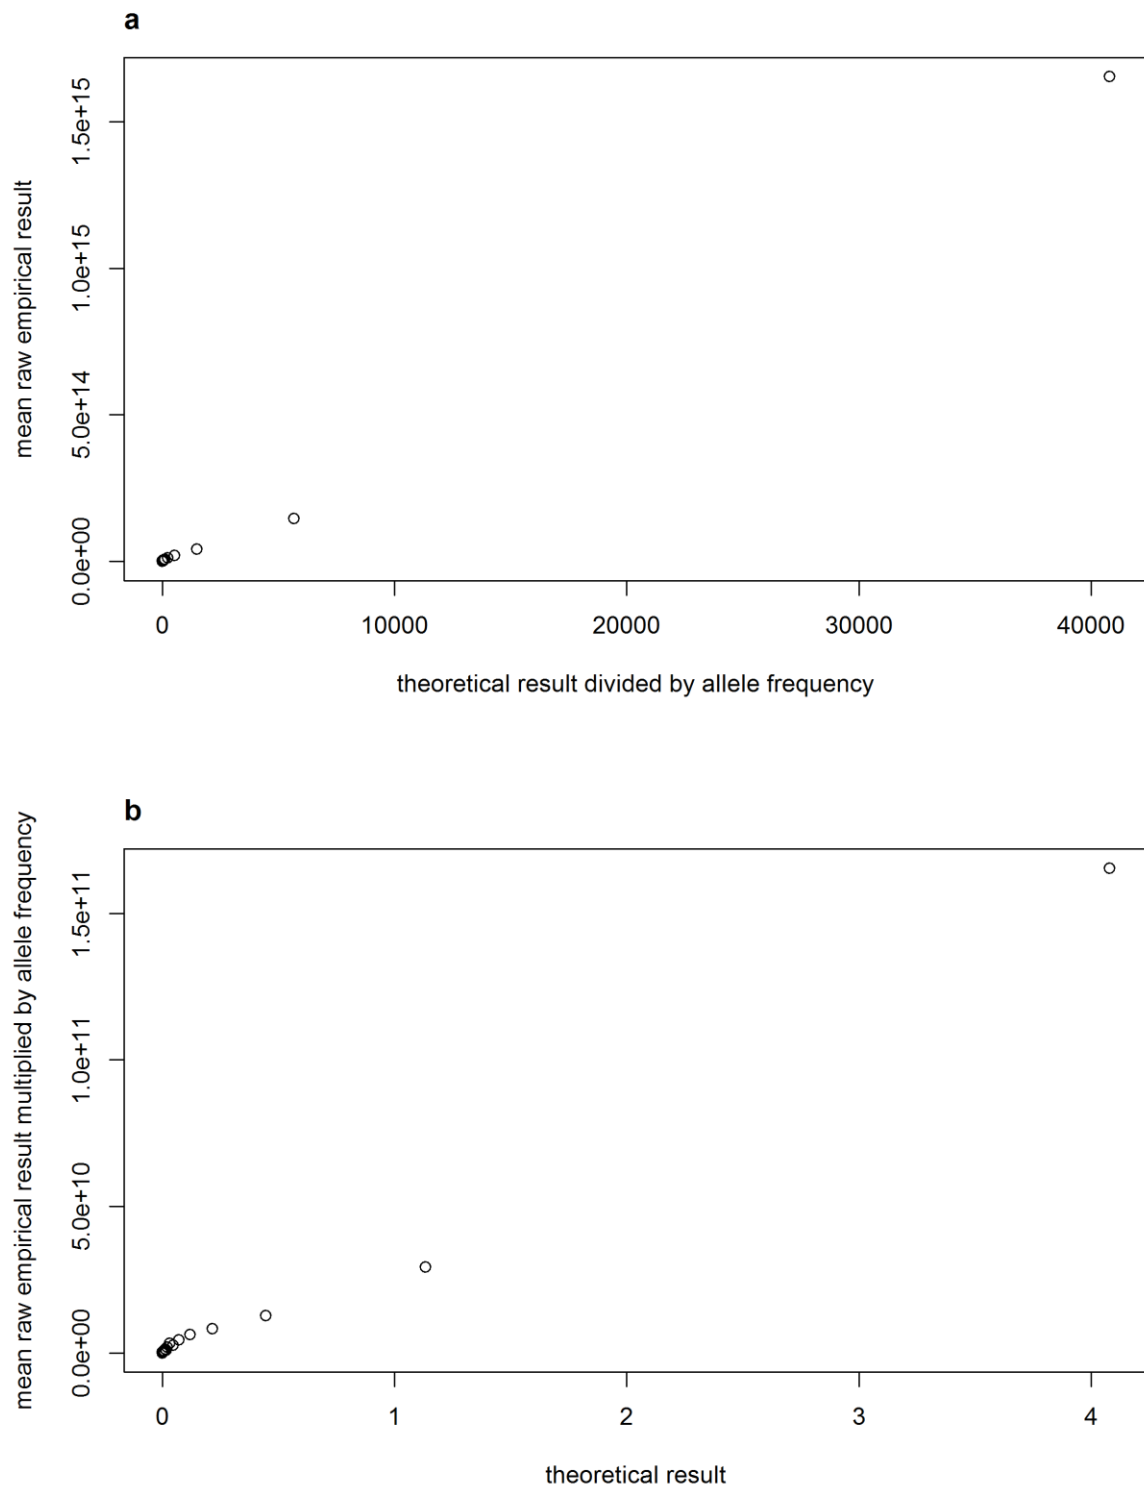 a
mean raw empirical result
1.5e+15
1.0e+15
5.0e+14
0.0e+00
0 10000 20000 30000 40000
theoretical result divided by allele frequency
b
mean raw empirical result multiplied by allele frequency
1.5e+11
1.0e+11
5.0e+10
0.0e+00
0 1 2 3 4
theoretical result